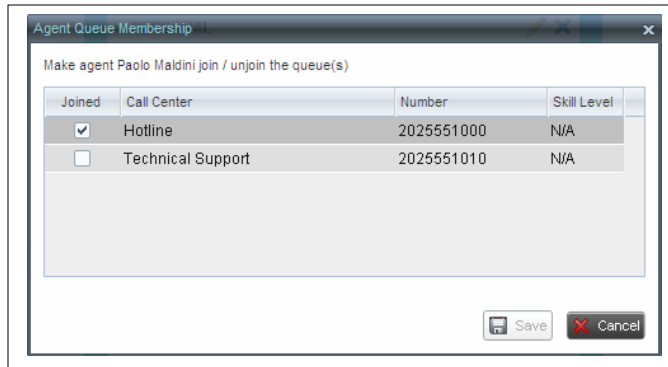 Agent Queue Membership
Make agent Paolo Maldini join / unjoin the queue(s)
Joined Call Center Number Skill Level
Hotline 2025551000 N/A
Technical Support 2025551010 N/A
Save Cancel